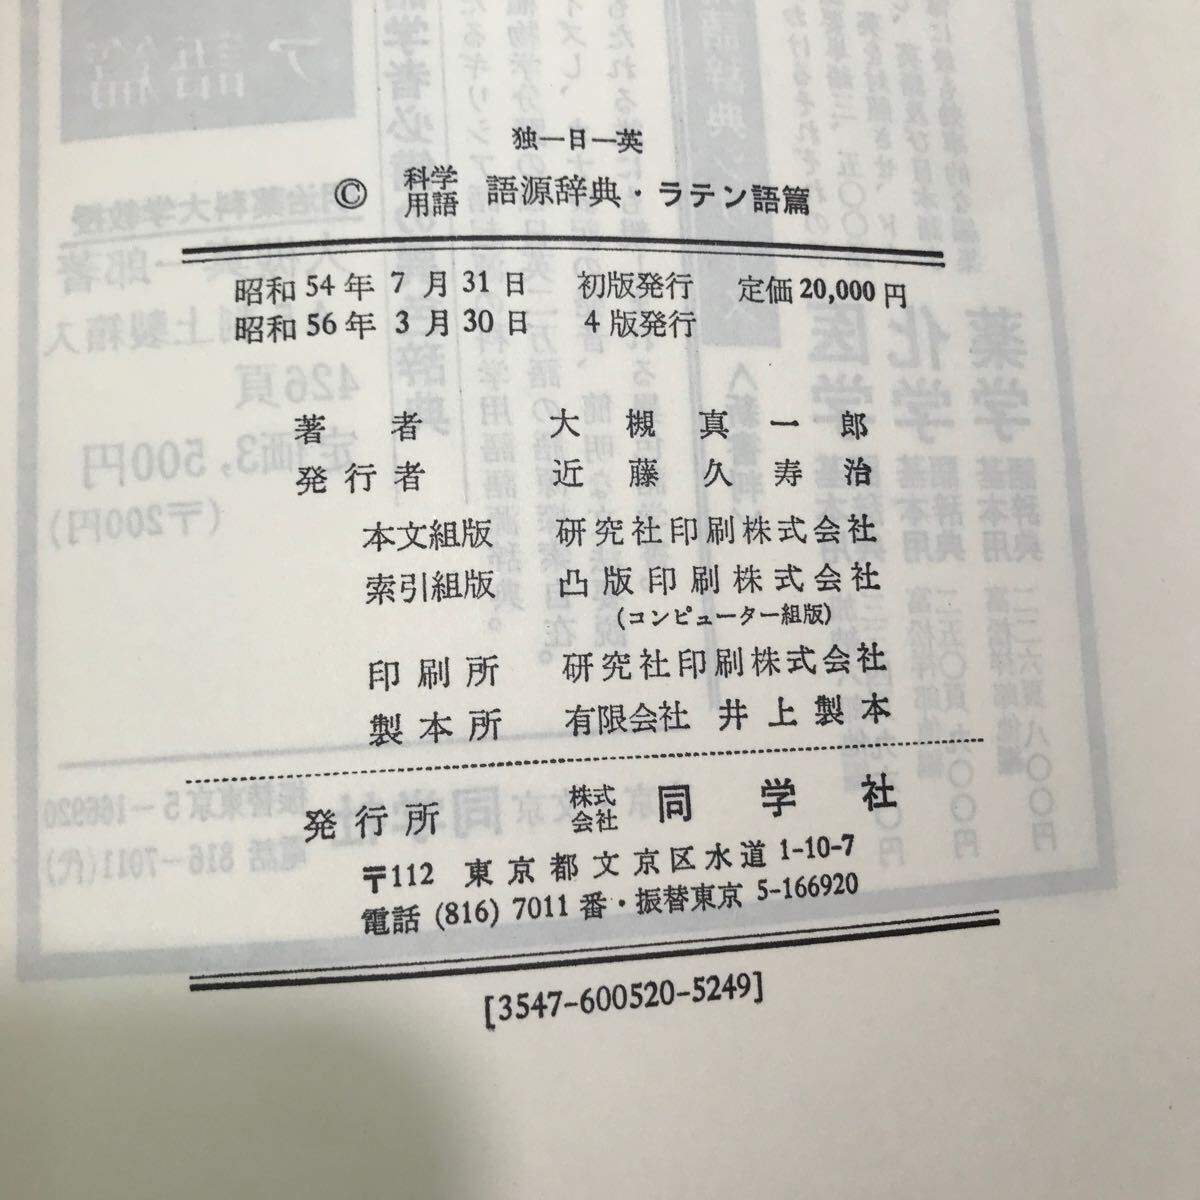 独―日―英
© 科学用語 語源辞典・ラテン語篇
昭和 54 年 7 月 31 日 初版発行 定価 20,000 円
昭和 56 年 3 月 30 日 4 版発行
著者 大槻真一郎
発行者 近藤久寿治
本文組版 研究社印刷株式会社
索引組版 凸版印刷株式会社
(コンピューター組版)
印刷所 研究社印刷株式会社
製本所 有限会社 井上製本
発行所 株式会社 同学社
〒112 東京都文京区水道 1-10-7
電話 (816) 7011 番・振替東京 5-166920
[3547-600520-5249]